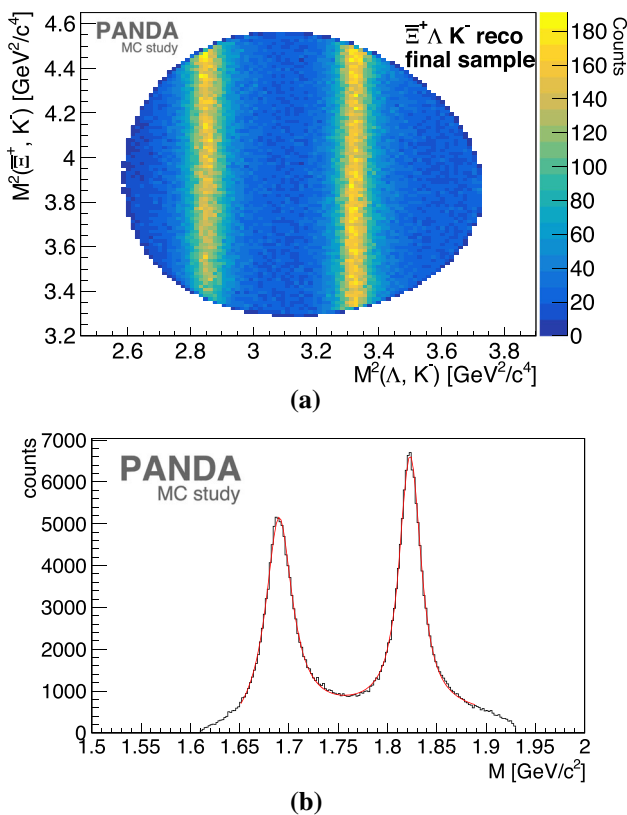 PANDA
MC study
Ξ̅⁺ Λ K⁻ reco
final sample
M²(Ξ̅⁺, K⁻) [GeV²/c⁴]
4.6
4.4
4.2
4
3.8
3.6
3.4
3.2
2.6 2.8 3 3.2 3.4 3.6 3.8
M²(Λ, K⁻) [GeV²/c⁴]
Counts
180
160
140
120
100
80
60
40
20
0
(a)
PANDA
MC study
counts
7000
6000
5000
4000
3000
2000
1000
0
1.5 1.55 1.6 1.65 1.7 1.75 1.8 1.85 1.9 1.95 2
M [GeV/c²]
(b)